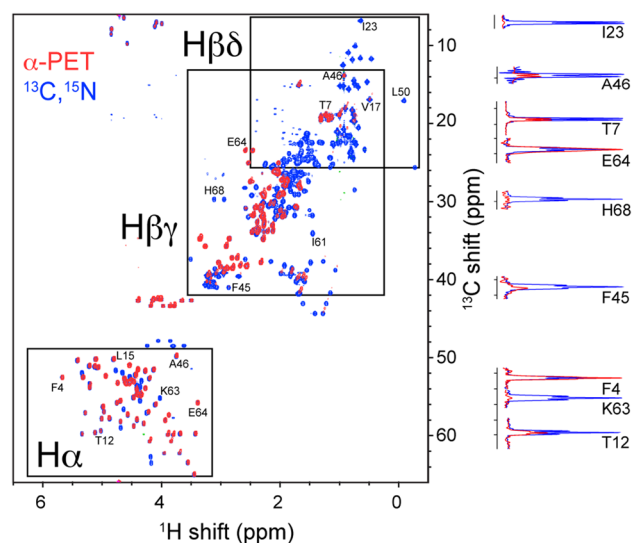 Hβδ
I23
I23
α-PET
¹³C,¹⁵N
A46
A46
L50
T7
V17
T7
E64
E64
H68
H68
Hβγ
I61
F45
F45
L15
A46
F4
K63
E64
F4
K63
T12
T12
Hα
10
20
30
40
50
60
¹³C shift (ppm)
6
4
2
0
¹H shift (ppm)